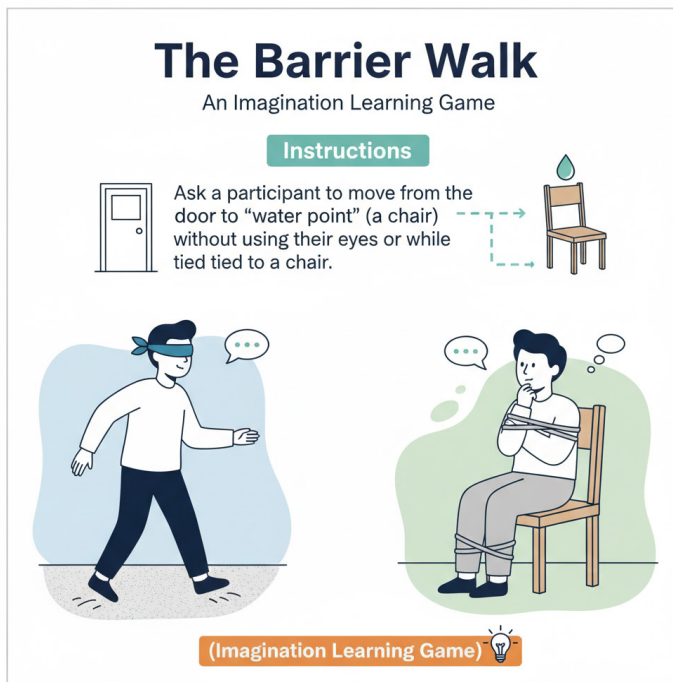 The Barrier Walk
An Imagination Learning Game
Instructions
Ask a participant to move from the
door to “water point” (a chair)
without using their eyes or while
tied tied to a chair.
(Imagination Learning Game)